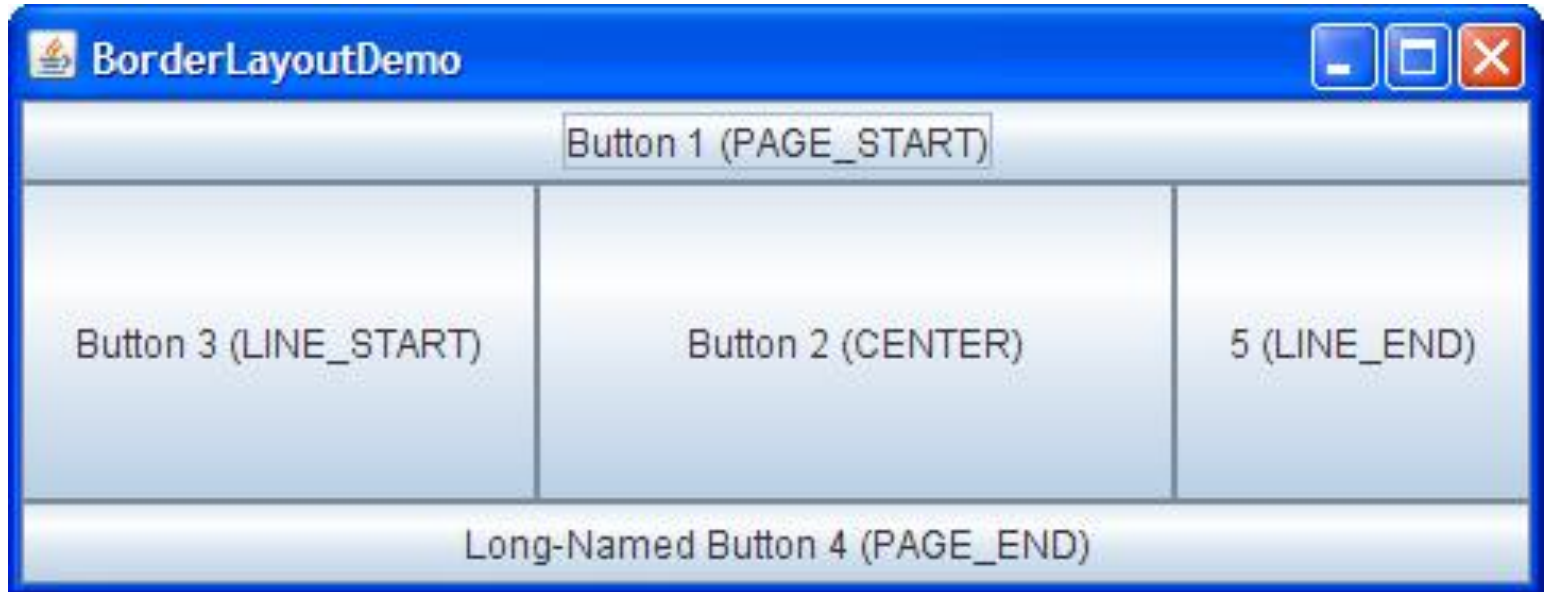 BorderLayoutDemo
Button 1 (PAGE_START)
Button 3 (LINE_START)
Button 2 (CENTER)
5 (LINE_END)
Long-Named Button 4 (PAGE_END)